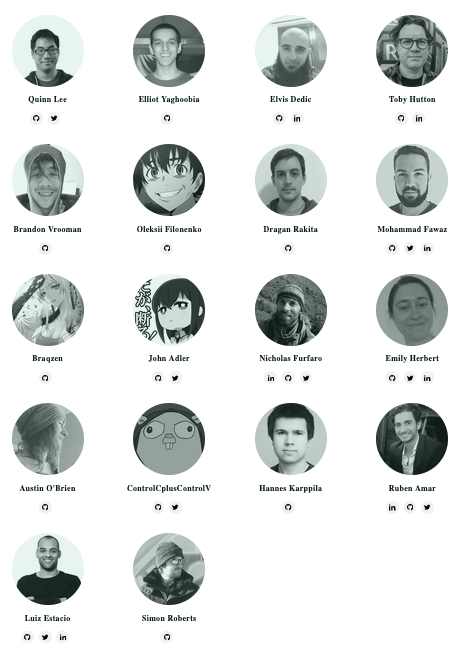 Quinn Lee
Elliot Yaghoobia
Elvis Dedic
Toby Hutton
Brandon Vrooman
Oleksii Filonenko
Dragan Rakita
Mohammad Fawaz
Braqzen
John Adler
Nicholas Furfaro
Emily Herbert
Austin O'Brien
ControlCplusControlV
Hannes Karppila
Ruben Amar
Luiz Estacio
Simon Roberts